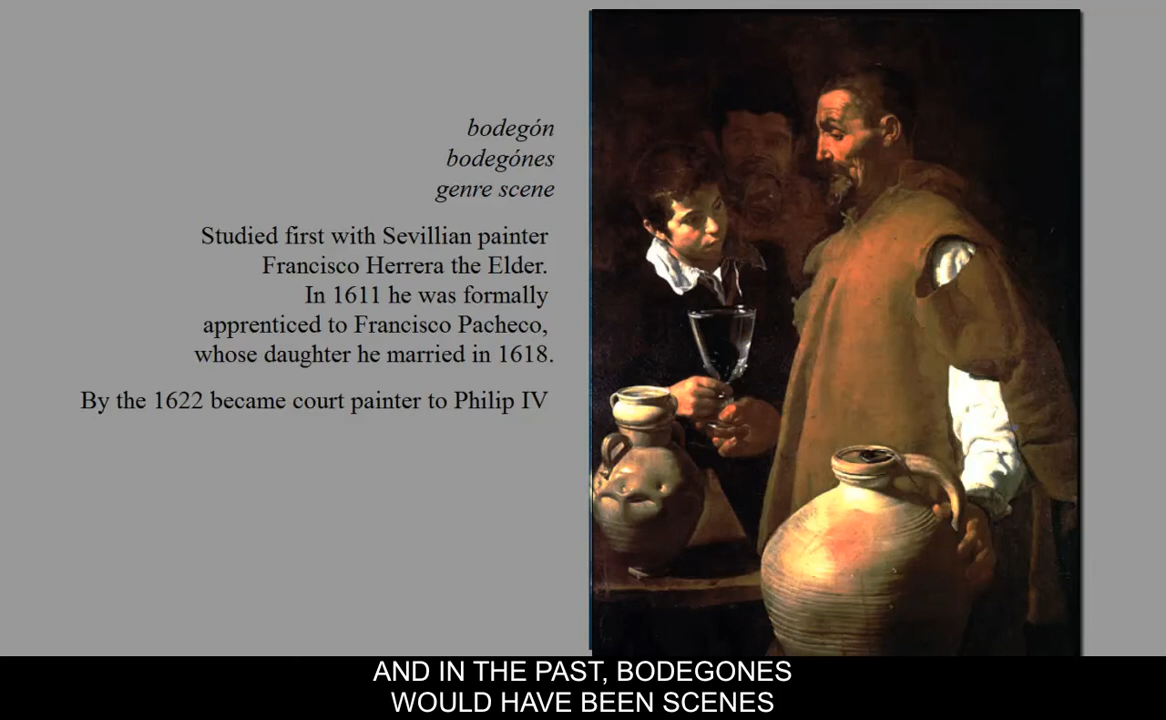 bodegón
bodegónes
genre scene
Studied first with Sevillian painter
Francisco Herrera the Elder.
In 1611 he was formally
apprenticed to Francisco Pacheco,
whose daughter he married in 1618.
By the 1622 became court painter to Philip IV
AND IN THE PAST, BODEGONES
WOULD HAVE BEEN SCENES